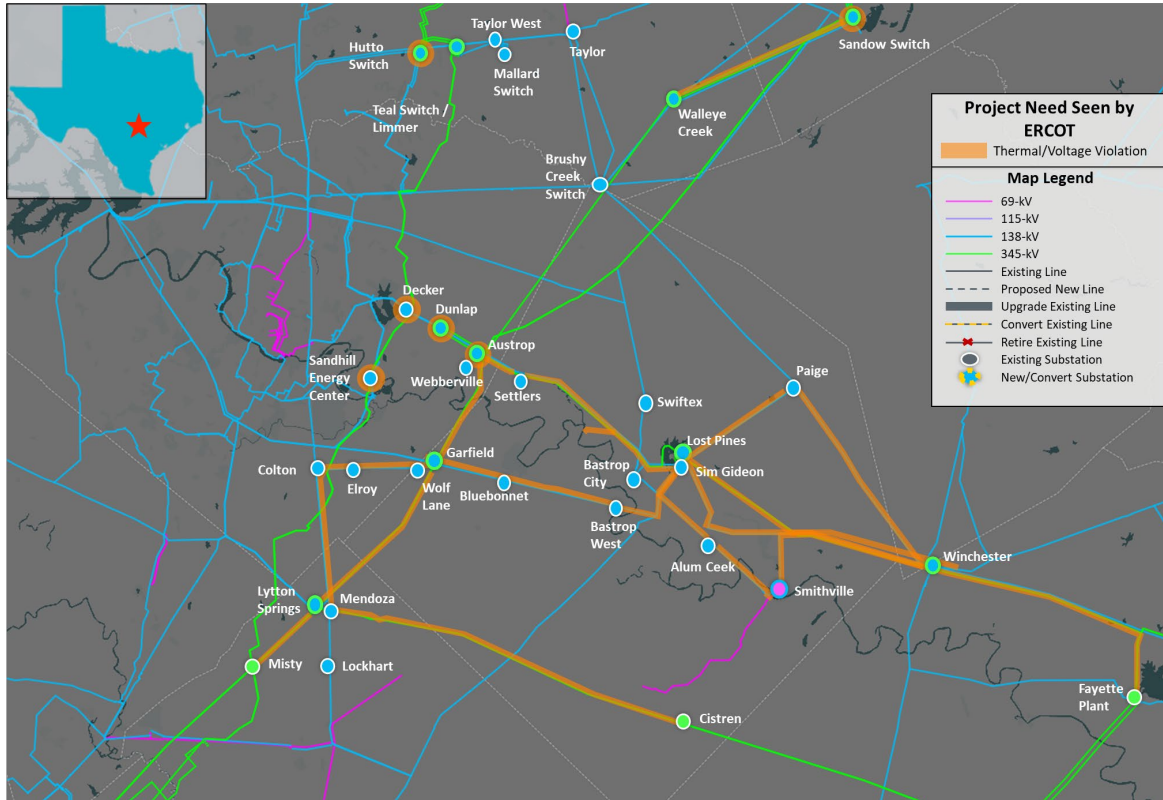 Taylor West
Hutto
Switch
Taylor
Mallard
Switch
Sandow Switch
Teal Switch /
Limmer
Walleye
Creek
Project Need Seen by
ERCOT
Thermal/Voltage Violation
Map Legend
69-kV
115-kV
138-kV
345-kV
Existing Line
Proposed New Line
Upgrade Existing Line
Convert Existing Line
Retire Existing Line
Existing Substation
New/Convert Substation
Brushy
Creek
Switch
Decker
Dunlap
Austrop
Sandhill
Energy
Center
Webberville
Settlers
Paige
Swiftex
Lost Pines
Garfield
Colton
Elroy
Wolf
Lane
Bluebonnet
Bastrop
City
Sim Gideon
Bastrop
West
Alum Ceek
Winchester
Smithville
Lytton
Springs
Mendoza
Misty
Lockhart
Cistren
Fayette
Plant